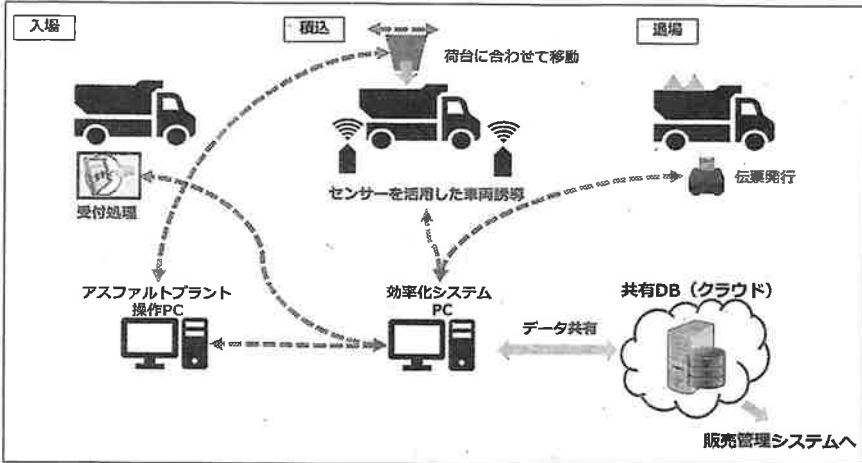 入場
積込
退場
荷台に合わせて移動
受付処理
センサーを活用した車両誘導
伝票発行
アスファルトプラント
操作PC
効率化システム
PC
共有DB（クラウド）
データ共有
販売管理システムへ